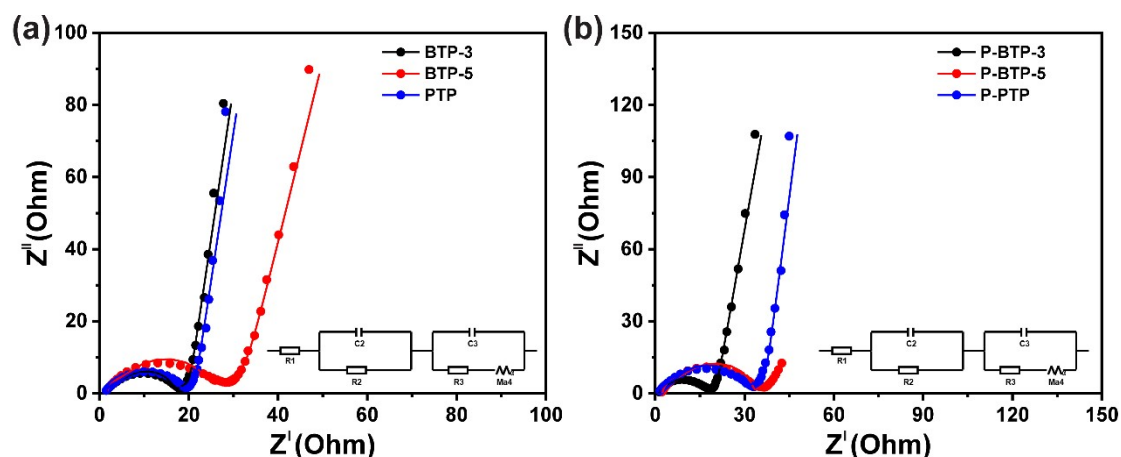 (a)
100
80
60
40
20
0
Z^II (Ohm)
BTP-3
BTP-5
PTP
C2
C3
R1
R2
R3
Ma4
0 20 40 60 80 100
Z^I (Ohm)
(b)
150
120
90
60
30
0
Z^II (Ohm)
P-BTP-3
P-BTP-5
P-PTP
C2
C3
R1
R2
R3
Ma4
0 30 60 90 120 150
Z^I (Ohm)